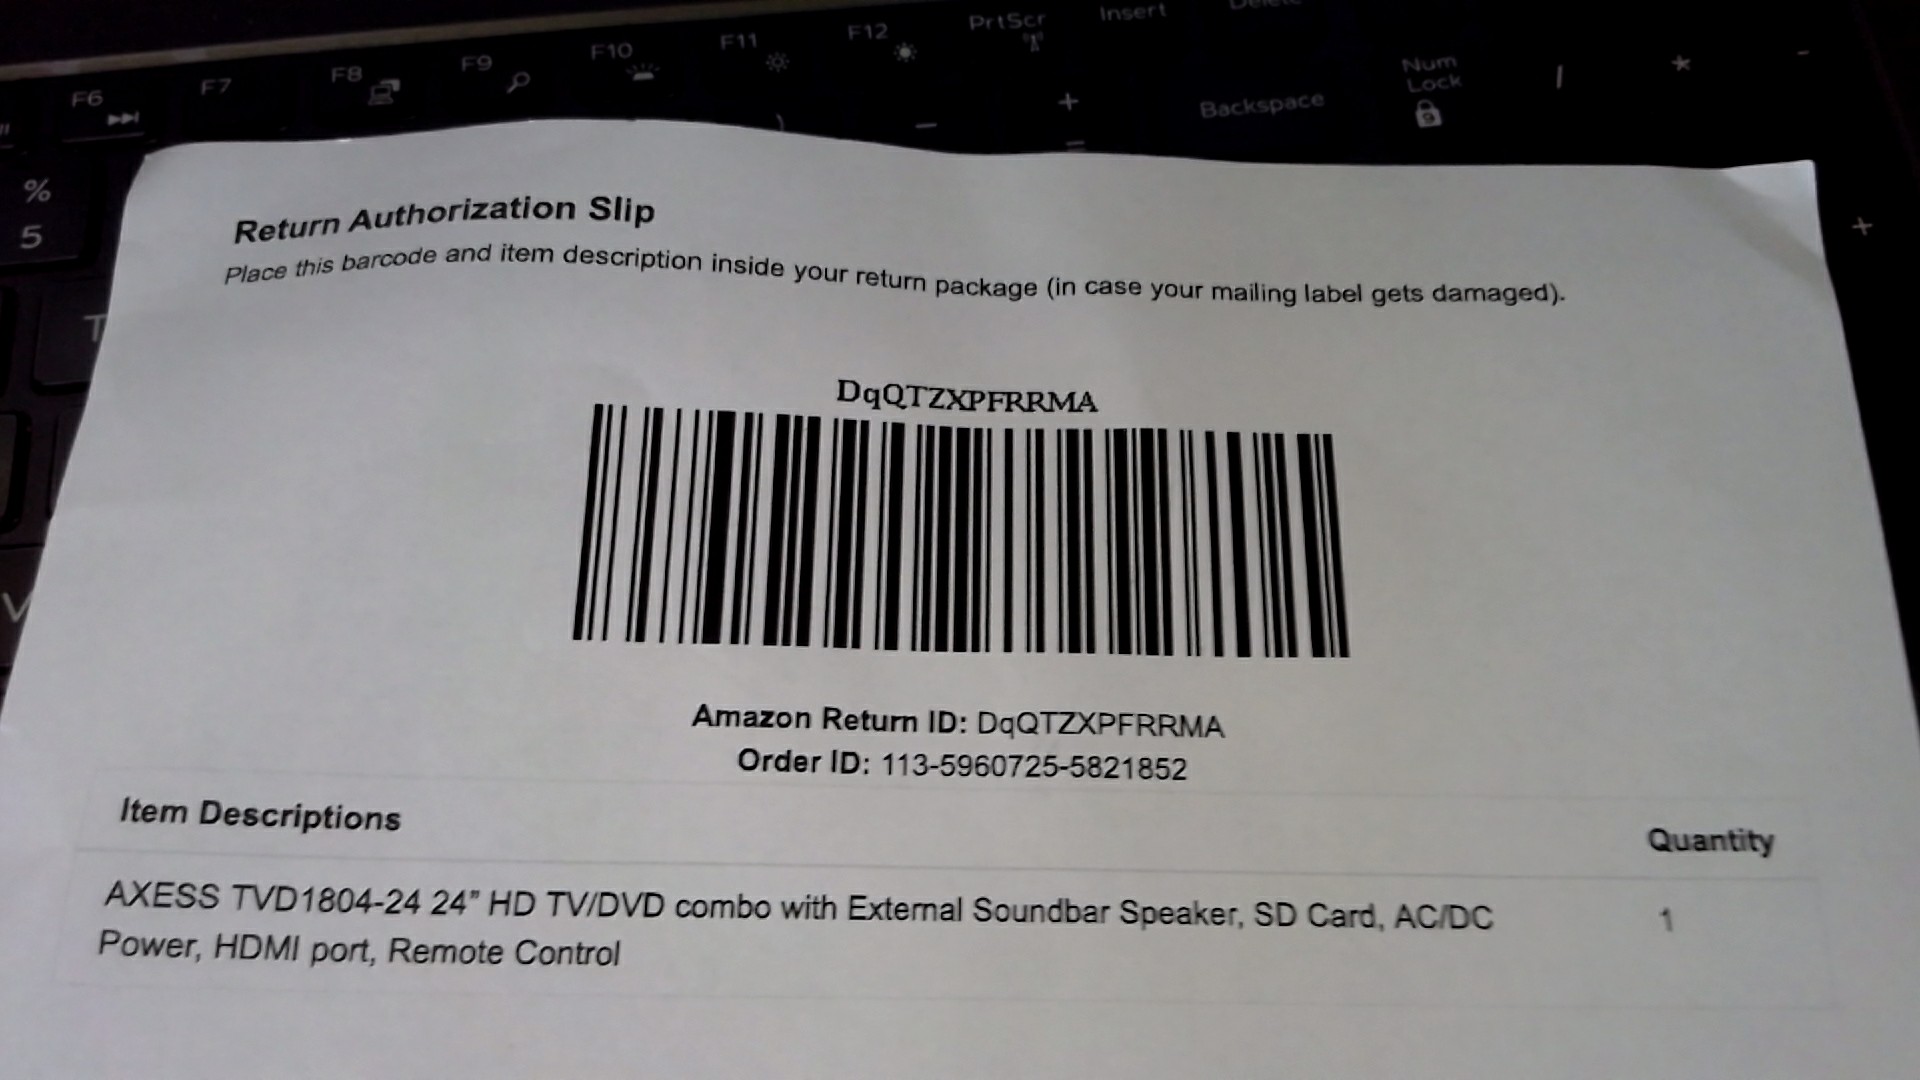 F6 F7 F8 F9 F10 F11 F12 PrtScr Insert
Num
Lock
9
Backspace
/ * -
+
-
+
=
)
%
5
T
V
Return Authorization Slip
Place this barcode and item description inside your return package (in case your mailing label gets damaged).
DqQTZXPFRRMA
Amazon Return ID: DqQTZXPFRRMA
Order ID: 113-5960725-5821852
Item Descriptions Quantity
AXESS TVD1804-24 24" HD TV/DVD combo with External Soundbar Speaker, SD Card, AC/DC 1
Power, HDMI port, Remote Control